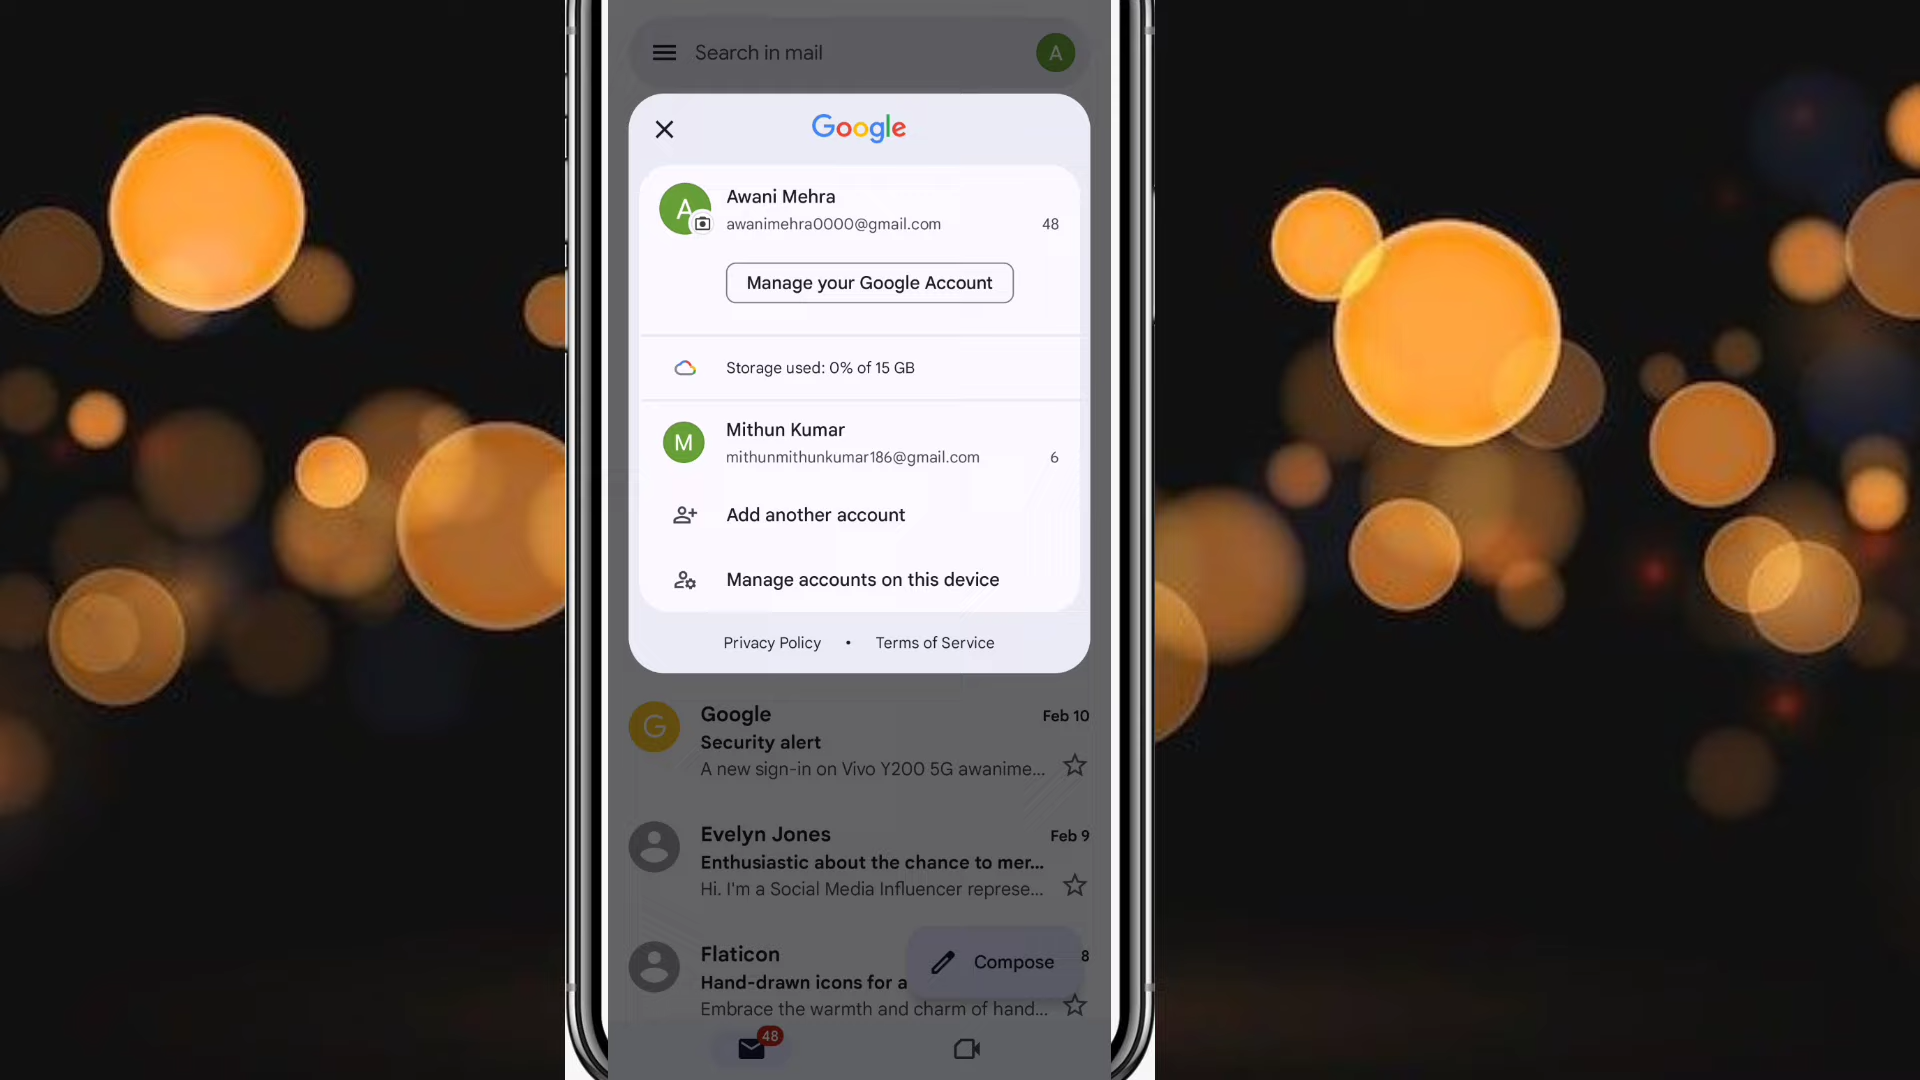 Search in mail
A
Google
A
Awani Mehra
awanimehra0000@gmail.com
48
Manage your Google Account
Storage used: 0% of 15 GB
M
Mithun Kumar
mithunmithunkumar186@gmail.com
6
Add another account
Manage accounts on this device
Privacy Policy • Terms of Service
G
Google
Feb 10
Security alert
A new sign-in on Vivo Y200 5G awanime...
Evelyn Jones
Feb 9
Enthusiastic about the chance to mer...
Hi. I'm a Social Media Influencer represe...
Flaticon
8
Hand-drawn icons for a
Compose
Embrace the warmth and charm of hand...
48